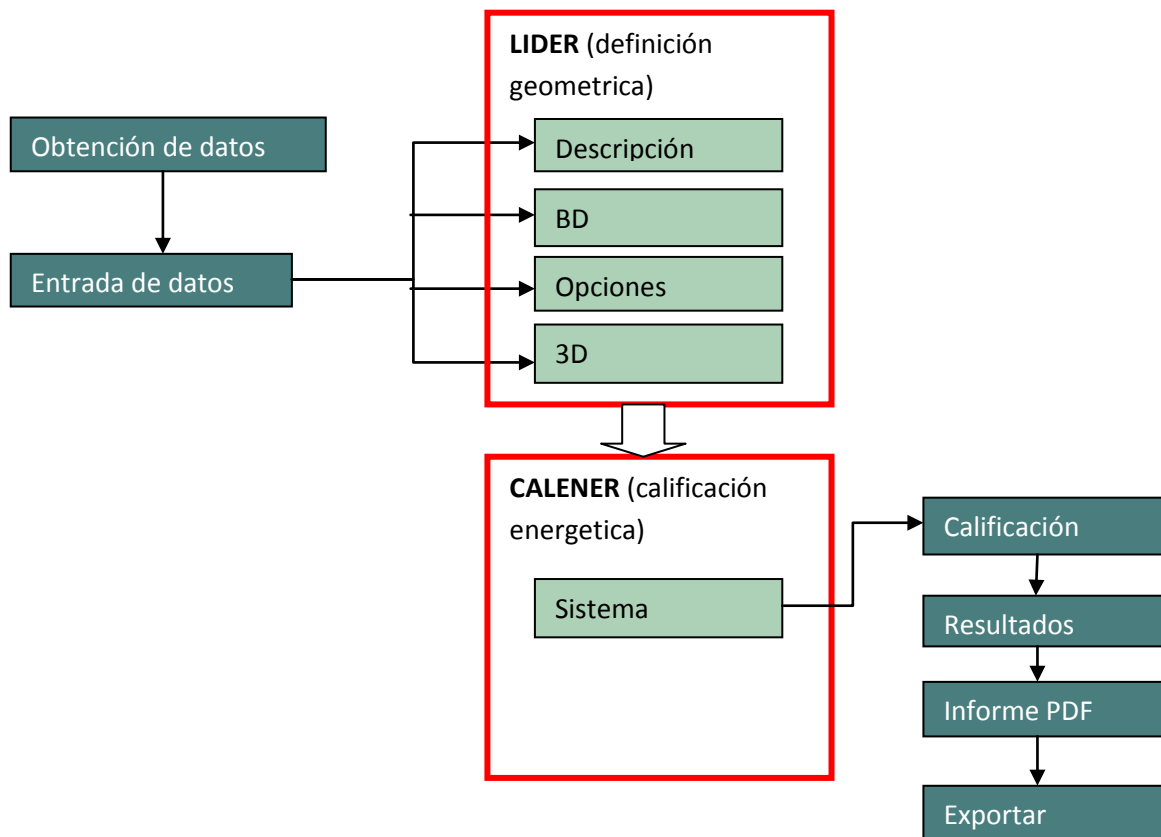 LIDER (definición
geometrica)
Obtención de datos
Descripción
BD
Entrada de datos
Opciones
3D
CALENER (calificación
energetica)
Calificación
Sistema
Resultados
Informe PDF
Exportar